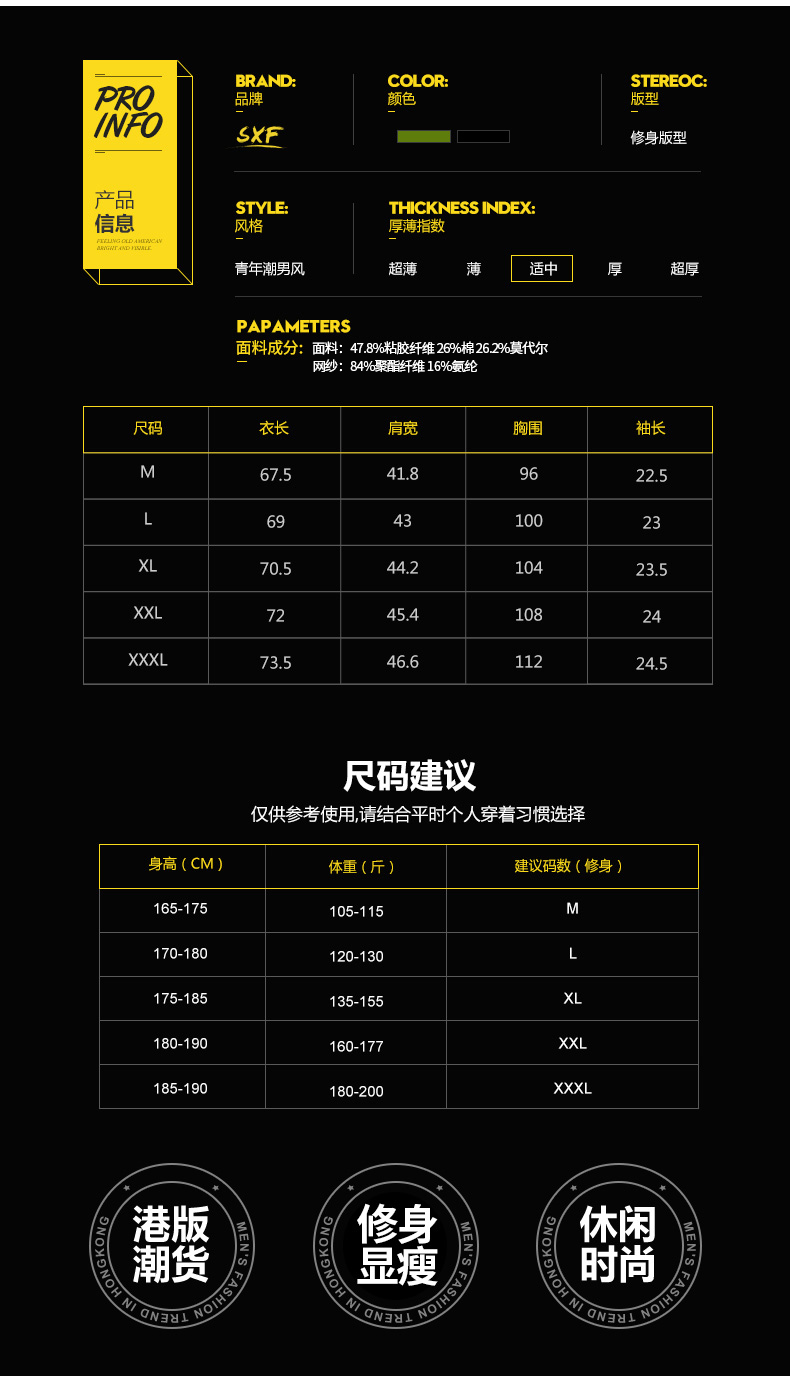 PRO
INFO
产品
信息
FEELING OLD AMERICAN
BRIGHT AND VISIBLE.
BRAND:
品牌
SXF
COLOR:
颜色
STEREOC:
版型
修身版型
STYLE:
风格
青年潮男风
THICKNESS INDEX:
厚薄指数
超薄 薄 适中 厚 超厚
PAPAMETERS
面料成分: 面料：47.8%粘胶纤维 26%棉 26.2%莫代尔
网纱：84%聚酯纤维 16%氨纶
尺码 衣长 肩宽 胸围 袖长
M 67.5 41.8 96 22.5
L 69 43 100 23
XL 70.5 44.2 104 23.5
XXL 72 45.4 108 24
XXXL 73.5 46.6 112 24.5
尺码建议
仅供参考使用,请结合平时个人穿着习惯选择
身高（CM） 体重（斤） 建议码数（修身）
165-175 105-115 M
170-180 120-130 L
175-185 135-155 XL
180-190 160-177 XXL
185-190 180-200 XXXL
港版
潮货
MEN'S FASHION TREND IN HONGKONG
修身
显瘦
MEN'S FASHION TREND IN HONGKONG
休闲
时尚
MEN'S FASHION TREND IN HONGKONG